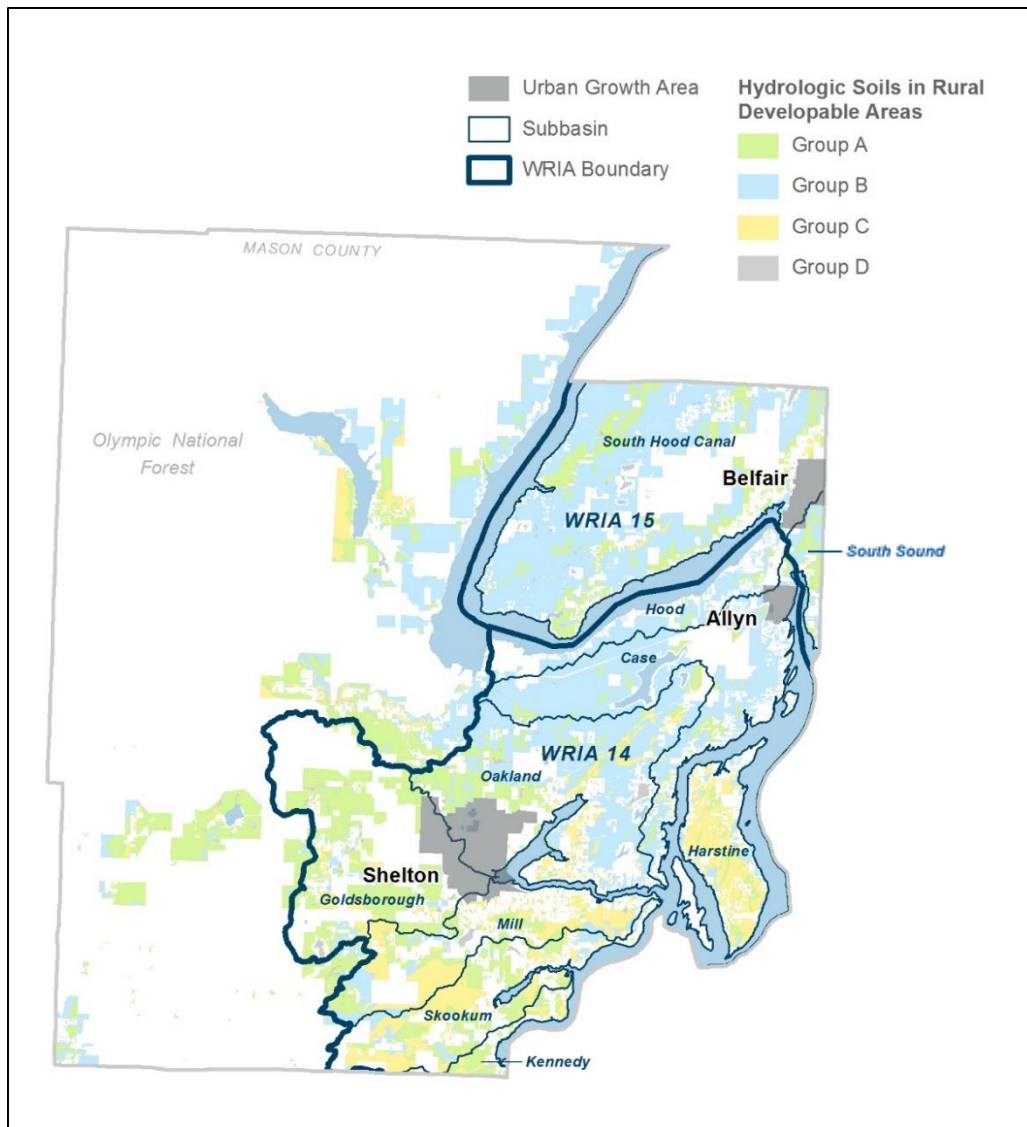 Urban Growth Area
Subbasin
WRIA Boundary
Hydrologic Soils in Rural
Developable Areas
Group A
Group B
Group C
Group D
MASON COUNTY
Olympic National
Forest
South Hood Canal
Belfair
WRIA 15
South Sound
Hood
Allyn
Case
WRIA 14
Oakland
Harstine
Shelton
Goldsborough
Mill
Skookum
Kennedy